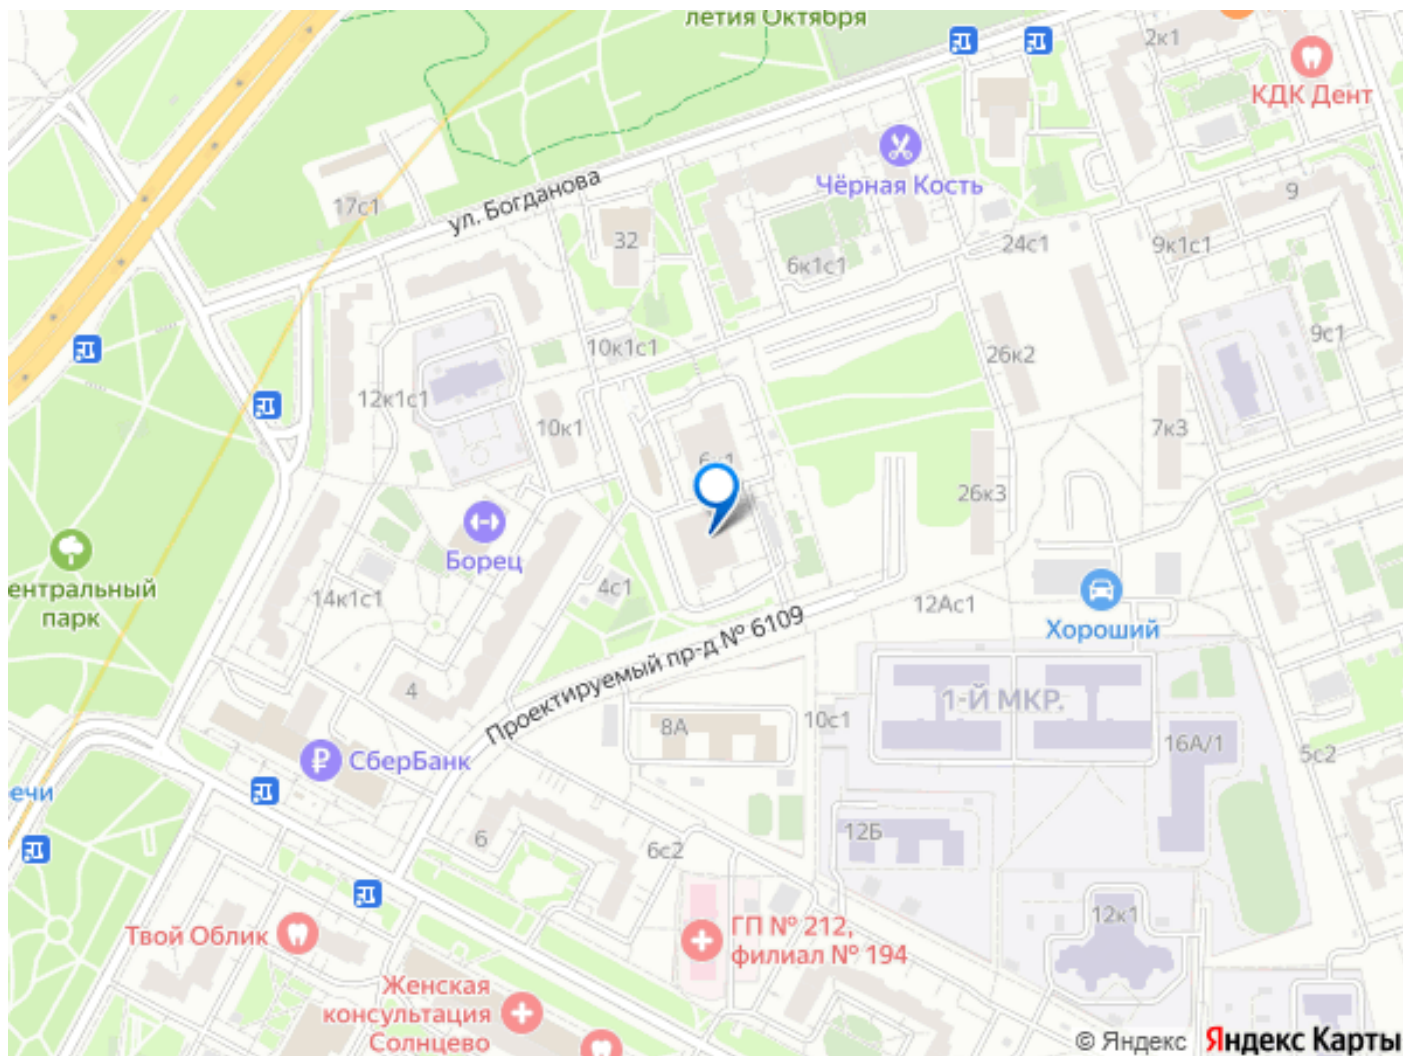 летия Октября
2к1
КДК Дент
Чёрная Кость
17с1
ул. Богданова
9
32
24с1
9к1с1
6к1с1
9с1
10к1с1
26к2
12к1с1
10к1
7к3
6к1
26к3
Борец
ентральный
парк
4с1
14к1с1
12Ас1
Хороший
Проектируемый пр-д № 6109
4
1-Й МКР.
8А
10с1
16А/1
5с2
СберБанк
ечи
6
6с2
12Б
12к1
Твой Облик
ГП № 212,
филиал № 194
Женская
консультация
Солнцево
© Яндекс Яндекс Карты